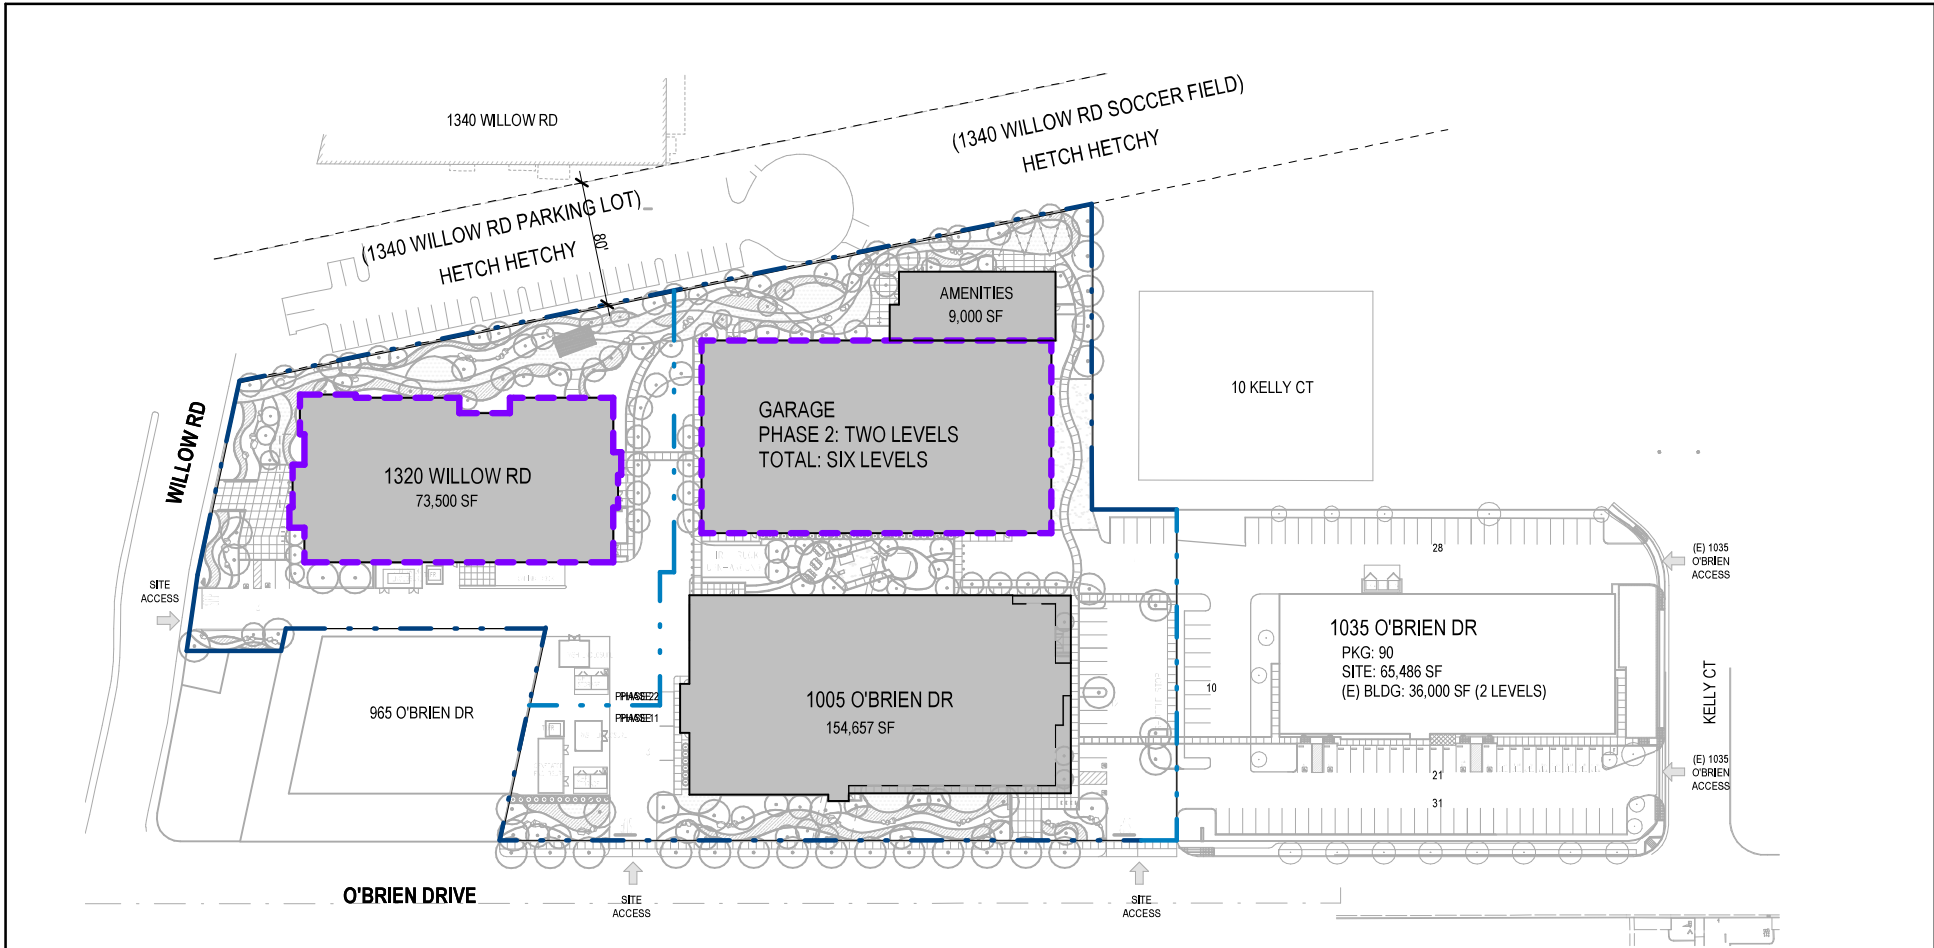 1340 WILLOW RD
(1340 WILLOW RD SOCCER FIELD)
HETCH HETCHY
(1340 WILLOW RD PARKING LOT)
HETCH HETCHY
80'
AMENITIES
9,000 SF
10 KELLY CT
WILLOW RD
GARAGE
PHASE 2: TWO LEVELS
TOTAL: SIX LEVELS
1320 WILLOW RD
73,500 SF
28
(E) 1035
O'BRIEN
ACCESS
SITE
ACCESS
1035 O'BRIEN DR
PKG: 90
SITE: 65,486 SF
(E) BLDG: 36,000 SF (2 LEVELS)
10
KELLY CT
965 O'BRIEN DR
PHASE 2
PHASE 1
1005 O'BRIEN DR
154,657 SF
(E) 1035
O'BRIEN
ACCESS
21
31
O'BRIEN DRIVE
SITE
ACCESS
SITE
ACCESS